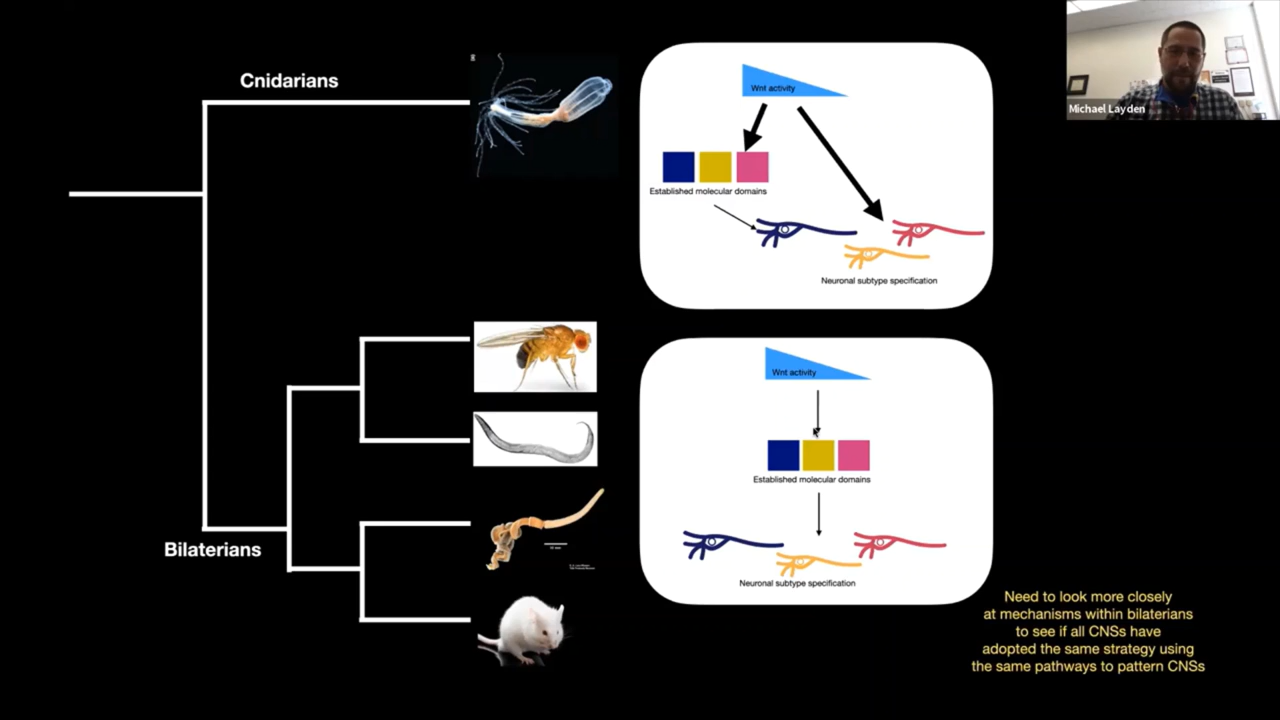 Cnidarians
Wnt activity
Michael Layden
Established molecular domains
Neuronal subtype specification
Wnt activity
Established molecular domains
Bilaterians
Neuronal subtype specification
Need to look more closely
at mechanisms within bilaterians
to see if all CNSs have
adopted the same strategy using
the same pathways to pattern CNSs